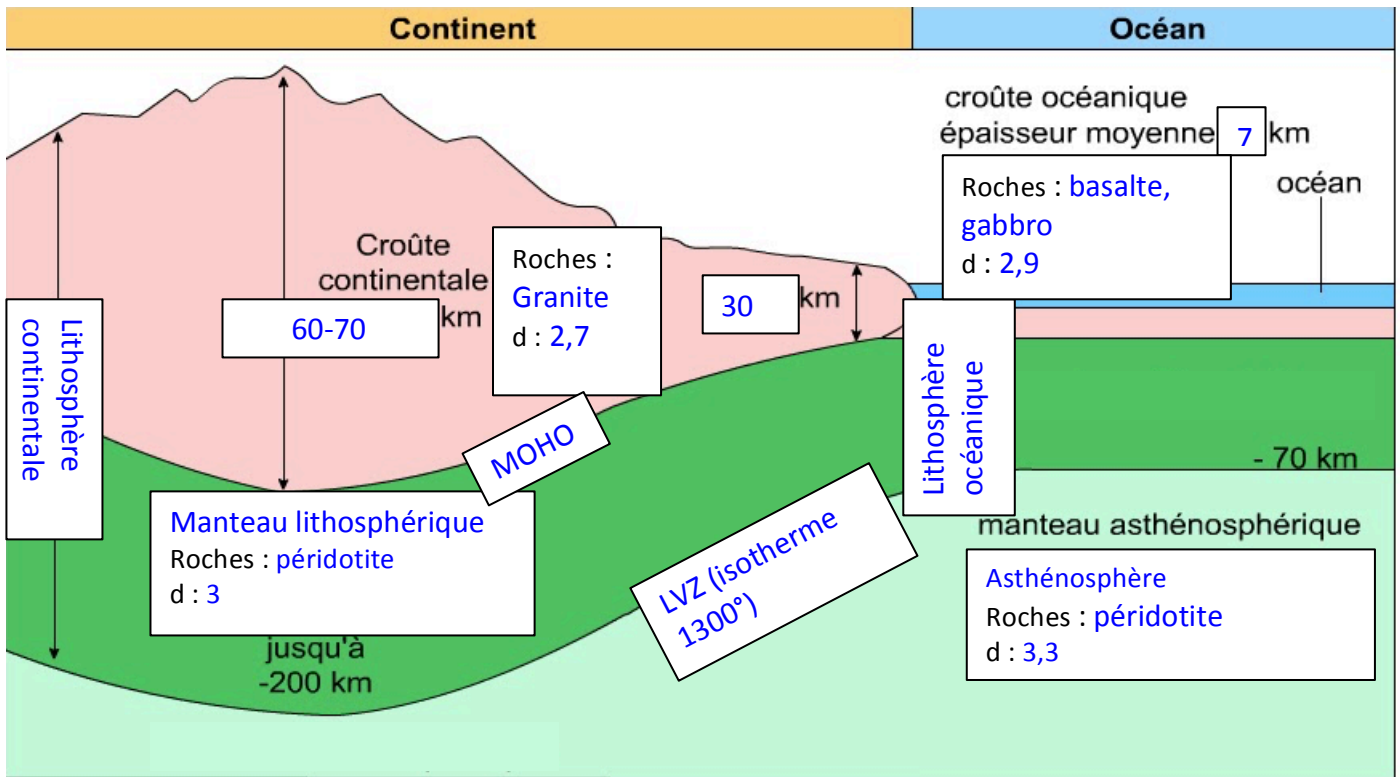 Continent
Océan
croûte océanique
épaisseur moyenne 7 km
Roches : basalte,
gabbro
d : 2,9
océan
Croûte
continentale
60-70 km
Roches :
Granite
d : 2,7
30 km
Lithosphère
continentale
Lithosphère
océanique
MOHO
- 70 km
Manteau lithosphérique
Roches : péridotite
d : 3
LVZ (isotherme
1300°)
manteau asthénosphérique
Asthénosphère
Roches : péridotite
d : 3,3
jusqu'à
-200 km